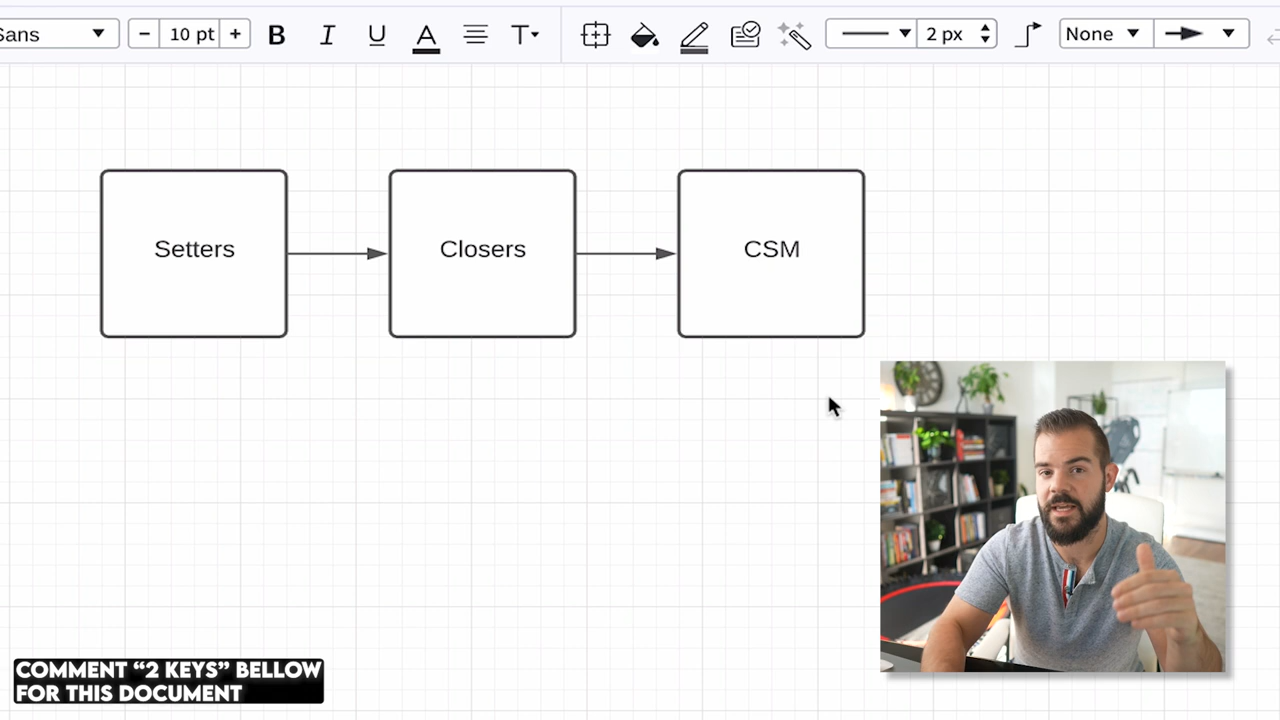 Sans
10 pt
B I U A T
2 px
None
Setters
Closers
CSM
COMMENT “2 KEYS” BELLOW
FOR THIS DOCUMENT